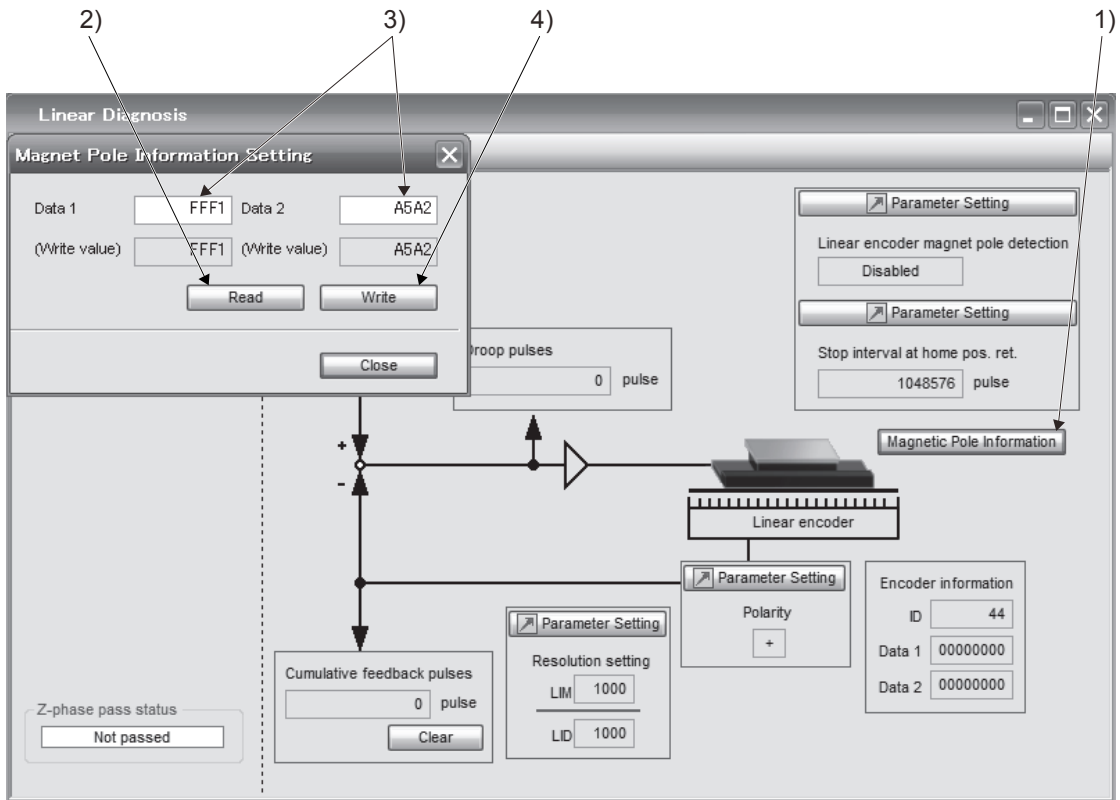 2) 3) 4) 1)
Linear Diagnosis
Magnet Pole Information Setting
Data 1 FFF1 Data 2 A5A2
(Write value) FFF1 (Write value) A5A2
Read Write
Close
Parameter Setting
Linear encoder magnet pole detection
Disabled
Parameter Setting
Stop interval at home pos. ret.
1048576 pulse
Magnetic Pole Information
Droop pulses
0 pulse
+
-
Linear encoder
Parameter Setting
Polarity
+
Encoder information
ID 44
Data 1 00000000
Data 2 00000000
Parameter Setting
Resolution setting
LIM 1000
LID 1000
Cumulative feedback pulses
0 pulse
Clear
Z-phase pass status
Not passed